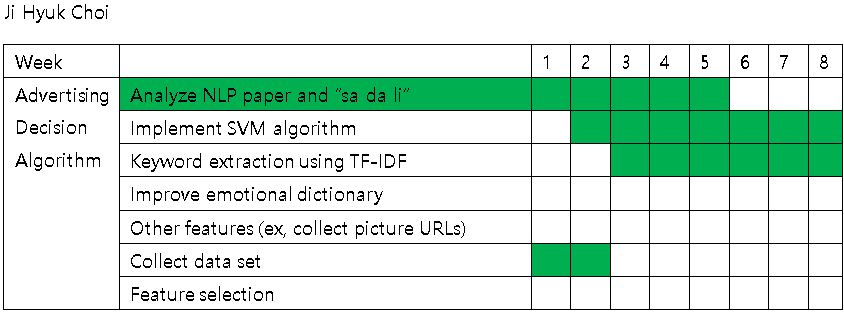 Ji Hyuk Choi
Week 1 2 3 4 5 6 7 8
Advertising Analyze NLP paper and “sa da li”
Decision Implement SVM algorithm
Algorithm Keyword extraction using TF-IDF
Improve emotional dictionary
Other features (ex, collect picture URLs)
Collect data set
Feature selection